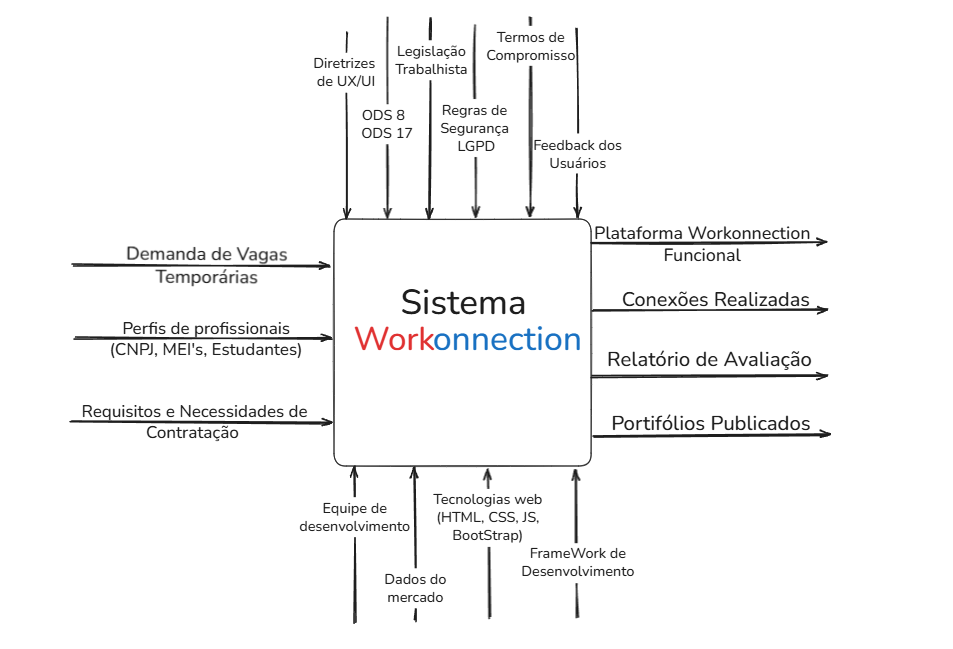 Diretrizes
de UX/UI
ODS 8
ODS 17
Legislação
Trabalhista
Regras de
Segurança
LGPD
Termos de
Compromisso
Feedback dos
Usuários
Demanda de Vagas
Temporárias
Perfis de profissionais
(CNPJ, MEI's, Estudantes)
Requisitos e Necessidades de
Contratação
Sistema
Workonnection
Plataforma Workonnection
Funcional
Conexões Realizadas
Relatório de Avaliação
Portifólios Publicados
Equipe de
desenvolvimento
Dados do
mercado
Tecnologias web
(HTML, CSS, JS,
BootStrap)
FrameWork de
Desenvolvimento